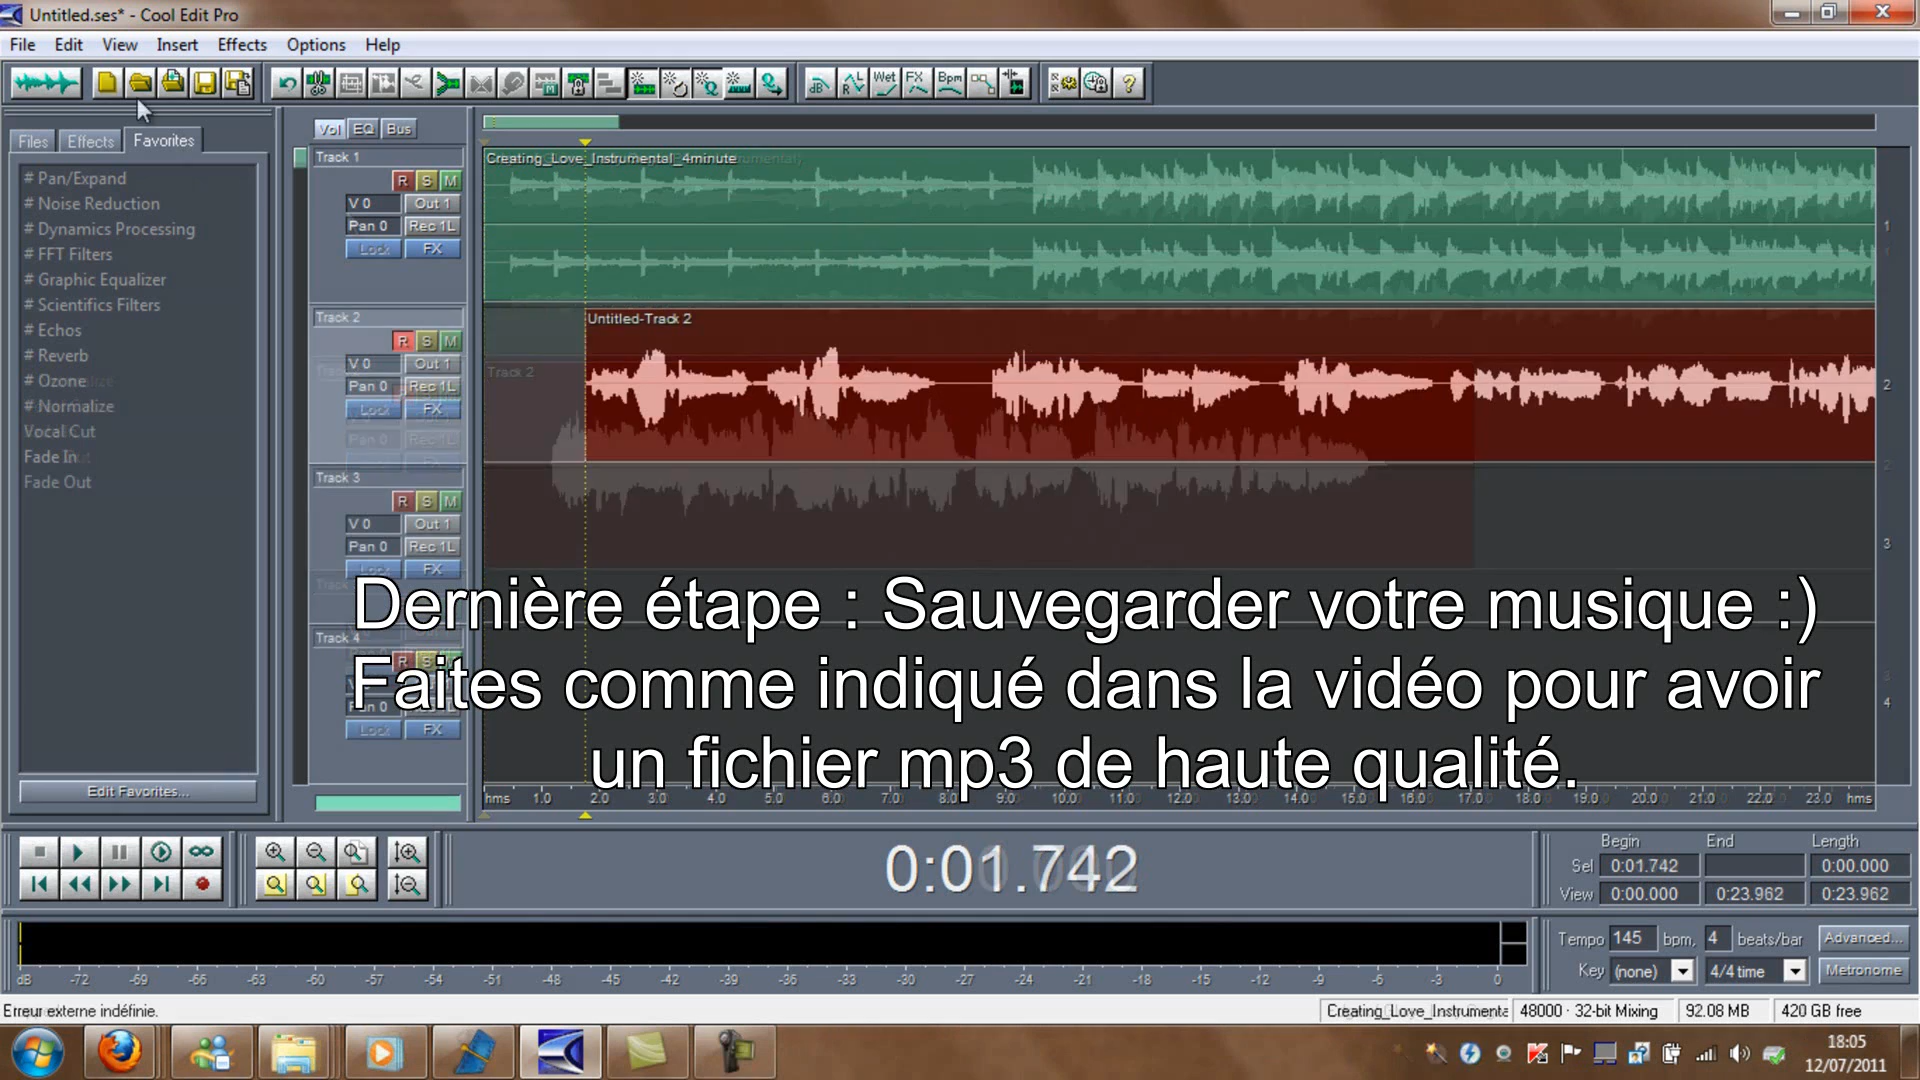 Untitled.ses* - Cool Edit Pro
File Edit View Insert Effects Options Help
Wet FX Bpm
Files Effects Favorites
# Pan/Expand
# Noise Reduction
# Dynamics Processing
# FFT Filters
# Graphic Equalizer
# Scientifics Filters
# Echos
# Reverb
# Ozone
# Normalize
Vocal Cut
Fade In
Fade Out
Edit Favorites...
Vol EQ Bus
Track 1
R S M
V 0 Out 1
Pan 0 Rec 1L
Lock FX
Track 2
R S M
V 0 Out 1
Pan 0 Rec 1L
Lock FX
Track 3
R S M
V 0 Out 1
Pan 0 Rec 1L
Lock FX
Track 4
R S
Lock FX
Creating_Love_Instrumental_4minute
Untitled-Track 2
Track 2
1
2
3
4
Dernière étape : Sauvegarder votre musique :)
Faites comme indiqué dans la vidéo pour avoir
un fichier mp3 de haute qualité.
hms 1.0 2.0 3.0 4.0 5.0 6.0 7.0 8.0 9.0 10.0 11.0 12.0 13.0 14.0 15.0 16.0 17.0 18.0 19.0 20.0 21.0 22.0 23.0 hms
0:01.742
Begin End Length
Sel 0:01.742 0:00.000
View 0:00.000 0:23.962 0:23.962
dB -72 -69 -66 -63 -60 -57 -54 -51 -48 -45 -42 -39 -36 -33 -30 -27 -24 -21 -18 -15 -12 -9 -6 -3 0
Tempo 145 bpm, 4 beats/bar Advanced...
Key (none) 4/4 time Metronome
Erreur externe indéfinie.
Creating_Love_Instrumenta 48000 · 32-bit Mixing 92.08 MB 420 GB free
18:05
12/07/2011